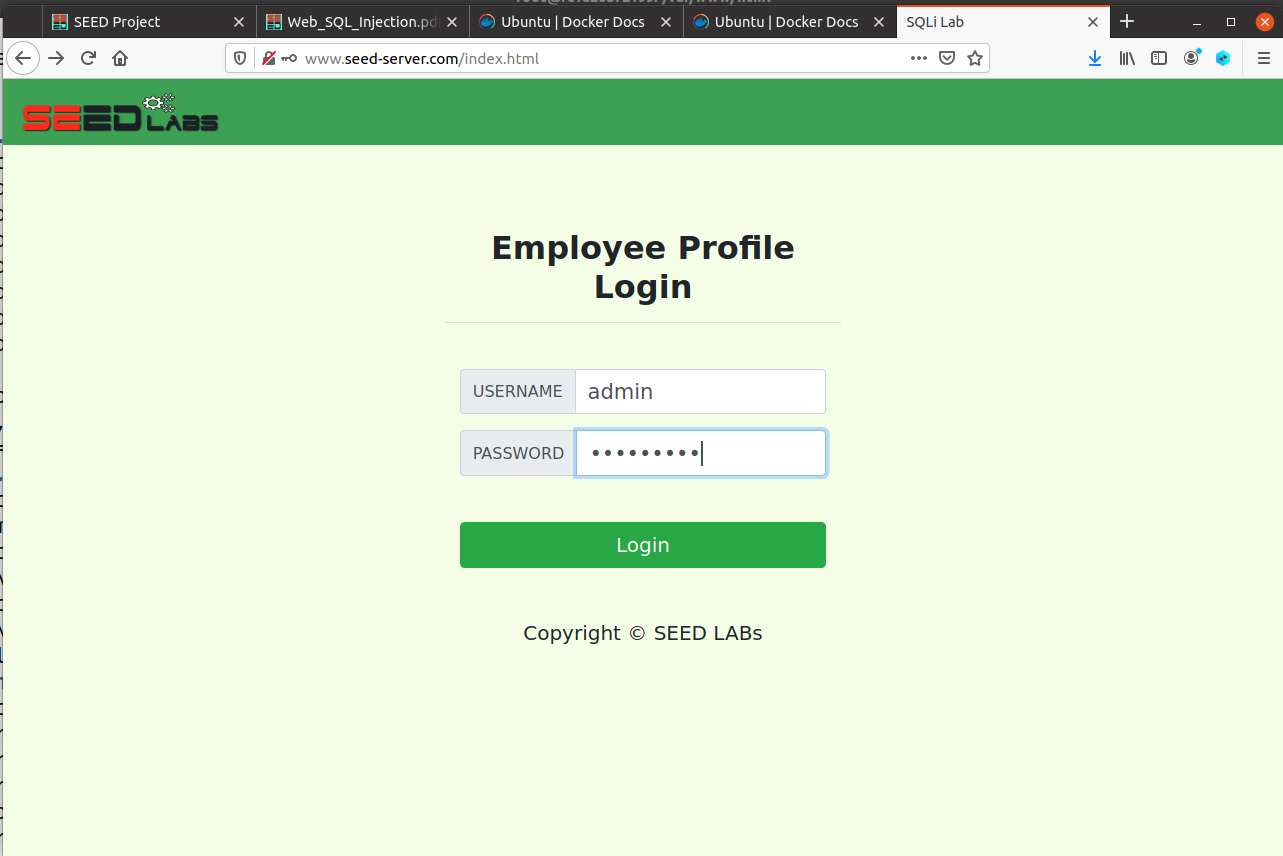 SEED Project
Web_SQL_Injection.pd
Ubuntu | Docker Docs
Ubuntu | Docker Docs
SQLi Lab
www.seed-server.com/index.html
SEED LABS
Employee Profile
Login
USERNAME admin
PASSWORD •••••••••
Login
Copyright © SEED LABs